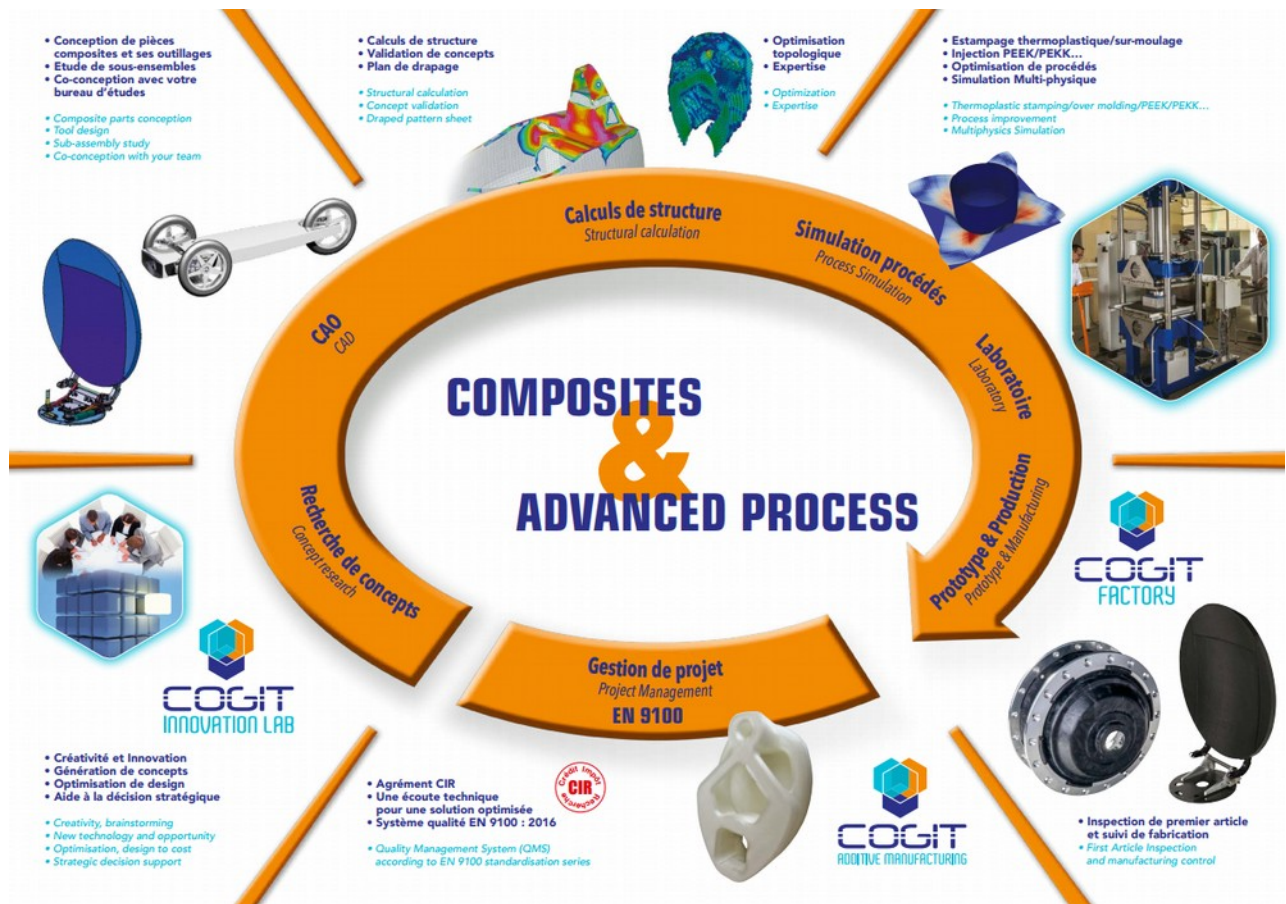 • Conception de pièces
composites et ses outillages
• Etude de sous-ensembles
• Co-conception avec votre
bureau d'études
• Composite parts conception
• Tool design
• Sub-assembly study
• Co-conception with your team
• Calculs de structure
• Validation de concepts
• Plan de drapage
• Structural calculation
• Concept validation
• Draped pattern sheet
• Optimisation
topologique
• Expertise
• Optimization
• Expertise
• Estampage thermoplastique/sur-moulage
• Injection PEEK/PEKK...
• Optimisation de procédés
• Simulation Multi-physique
• Thermoplastic stamping/over molding/PEEK/PEKK...
• Process improvement
• Multiphysics Simulation
Recherche de concepts
Concept research
CAO
CAD
Calculs de structure
Structural calculation
Simulation procédés
Process Simulation
Laboratoire
Laboratory
Prototype & Production
Prototype & Manufacturing
COMPOSITES
&
ADVANCED PROCESS
Gestion de projet
Project Management
EN 9100
COGIT
INNOVATION LAB
• Créativité et Innovation
• Génération de concepts
• Optimisation de design
• Aide à la décision stratégique
• Creativity, brainstorming
• New technology and opportunity
• Optimisation, design to cost
• Strategic decision support
• Agrément CIR
• Une écoute technique
pour une solution optimisée
• Système qualité EN 9100 : 2016
• Quality Management System (QMS)
according to EN 9100 standardisation series
Crédit Impôt
CIR
Recherche
COGIT
ADDITIVE MANUFACTURING
COGIT
FACTORY
• Inspection de premier article
et suivi de fabrication
• First Article Inspection
and manufacturing control